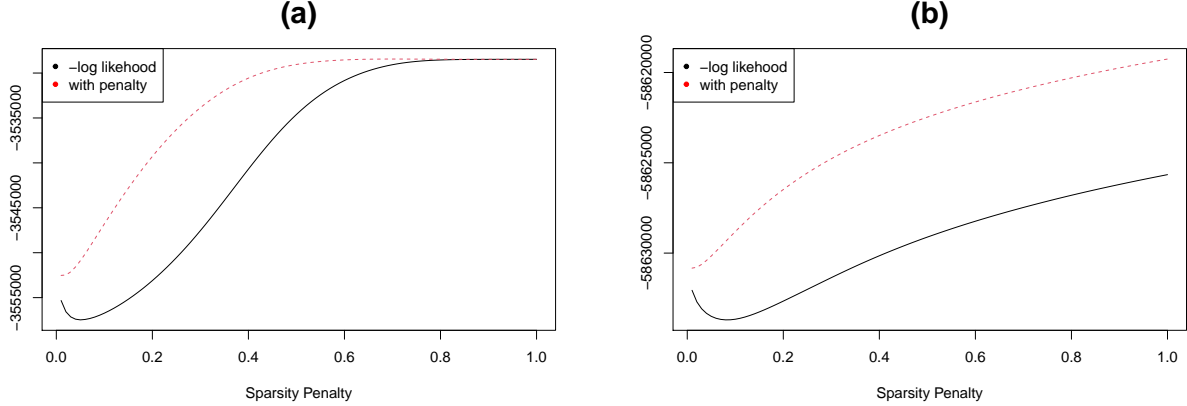 (a)
−log likehood
with penalty
−3535000
−3545000
−3555000
0.0 0.2 0.4 0.6 0.8 1.0
Sparsity Penalty
(b)
−log likehood
with penalty
−58620000
−58625000
−58630000
0.0 0.2 0.4 0.6 0.8 1.0
Sparsity Penalty